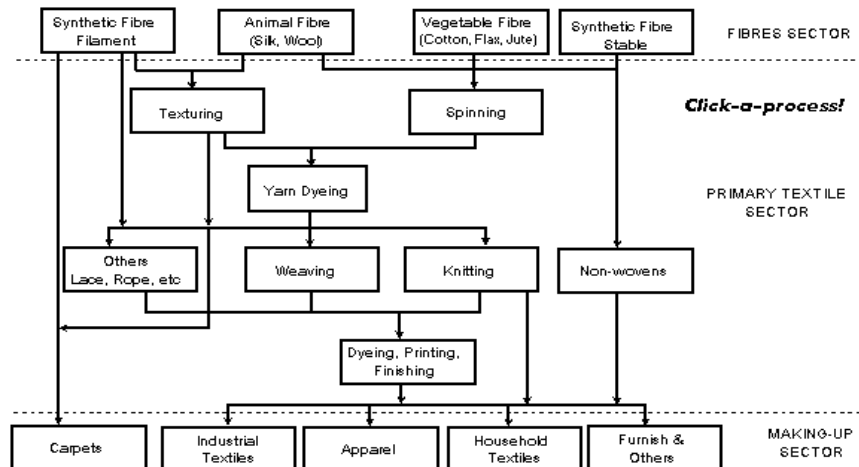 Synthetic Fibre
Filament
Animal Fibre
(Silk, Wool)
Vegetable Fibre
(Cotton, Flax, Jute)
Synthetic Fibre
Stable
FIBRES SECTOR
Texturing
Spinning
Click-a-process!
Yarn Dyeing
PRIMARY TEXTILE
SECTOR
Others
Lace, Rope, etc
Weaving
Knitting
Non-wovens
Dyeing, Printing,
Finishing
Carpets
Industrial
Textiles
Apparel
Household
Textiles
Furnish &
Others
MAKING-UP
SECTOR